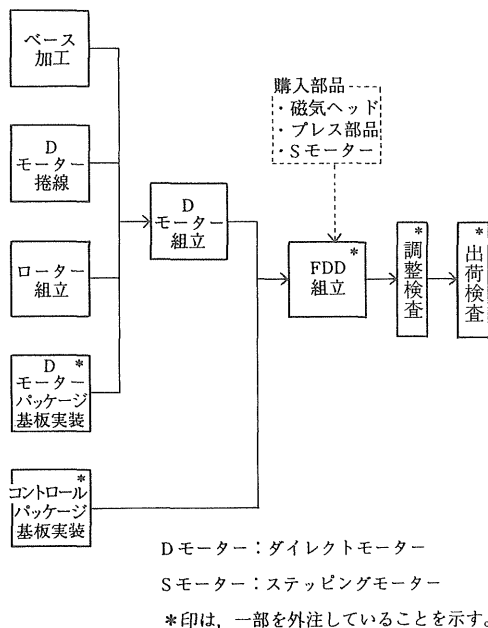 ベース
加工
D
モーター
捲線
ローター
組立
D *
モーター
パッケージ
基板実装
*
コントロール
パッケージ
基板実装
D
モーター
組立
購入部品
・磁気ヘッド
・プレス部品
・Sモーター
*
FDD
組立
*
調整検査
*
出荷検査
Dモーター：ダイレクトモーター
Sモーター：ステッピングモーター
*印は，一部を外注していることを示す。